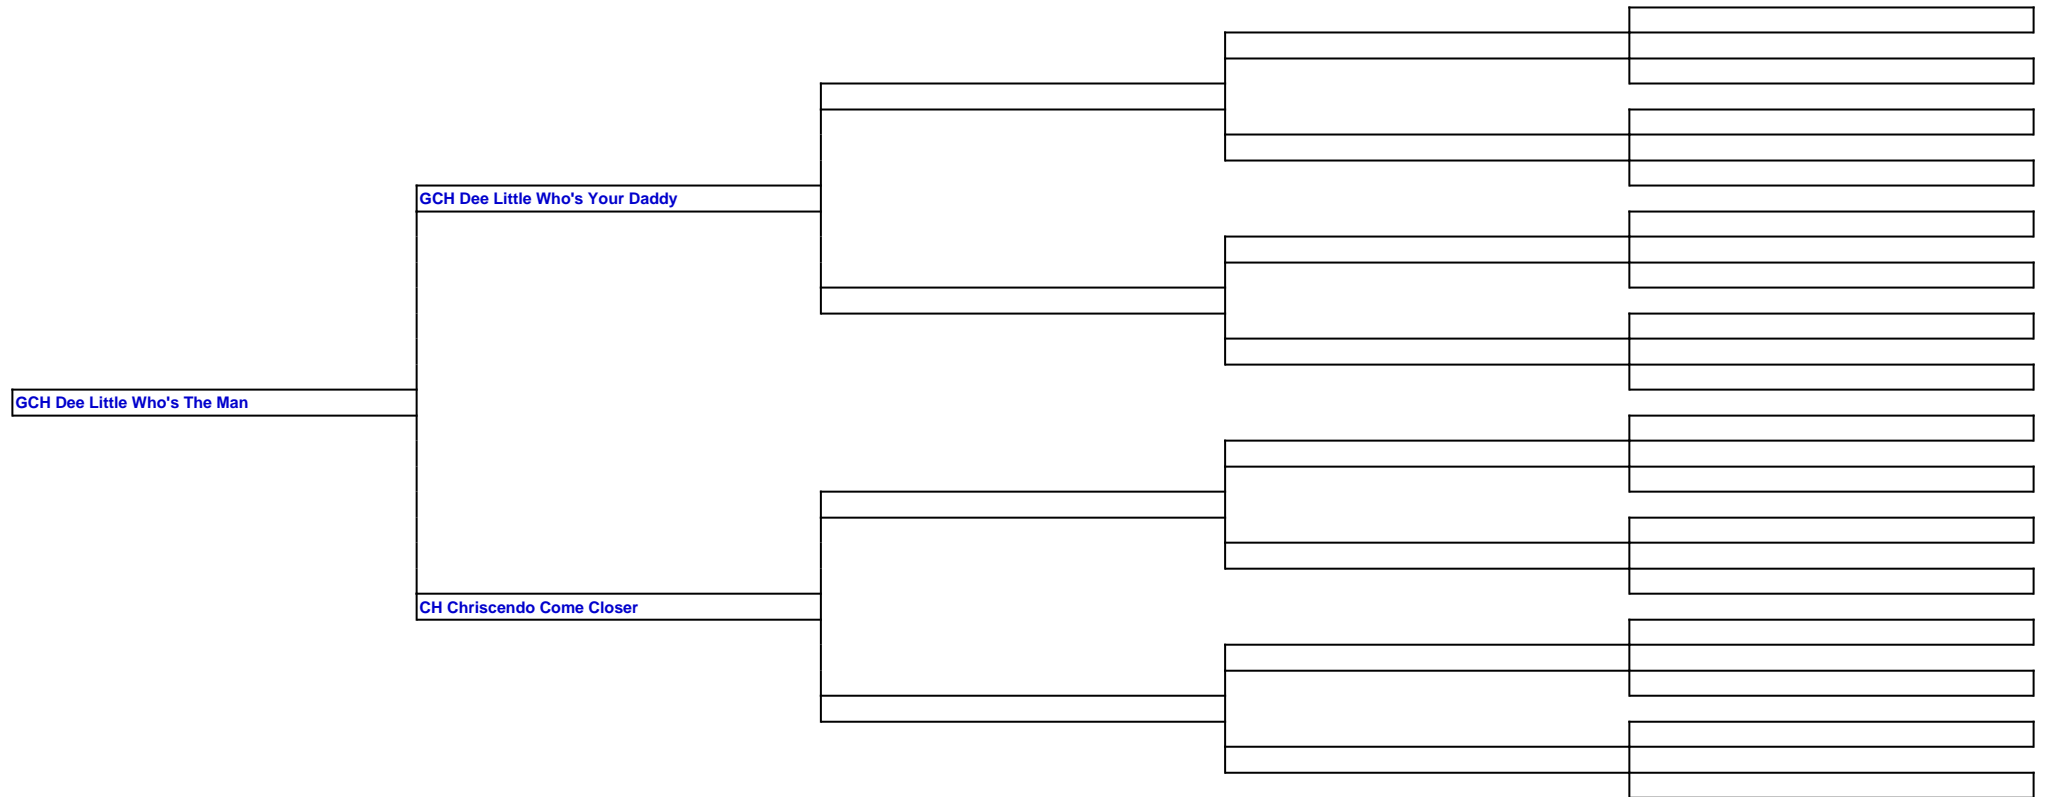 GCH Dee Little Who's Your Daddy
GCH Dee Little Who's The Man
CH Chriscendo Come Closer